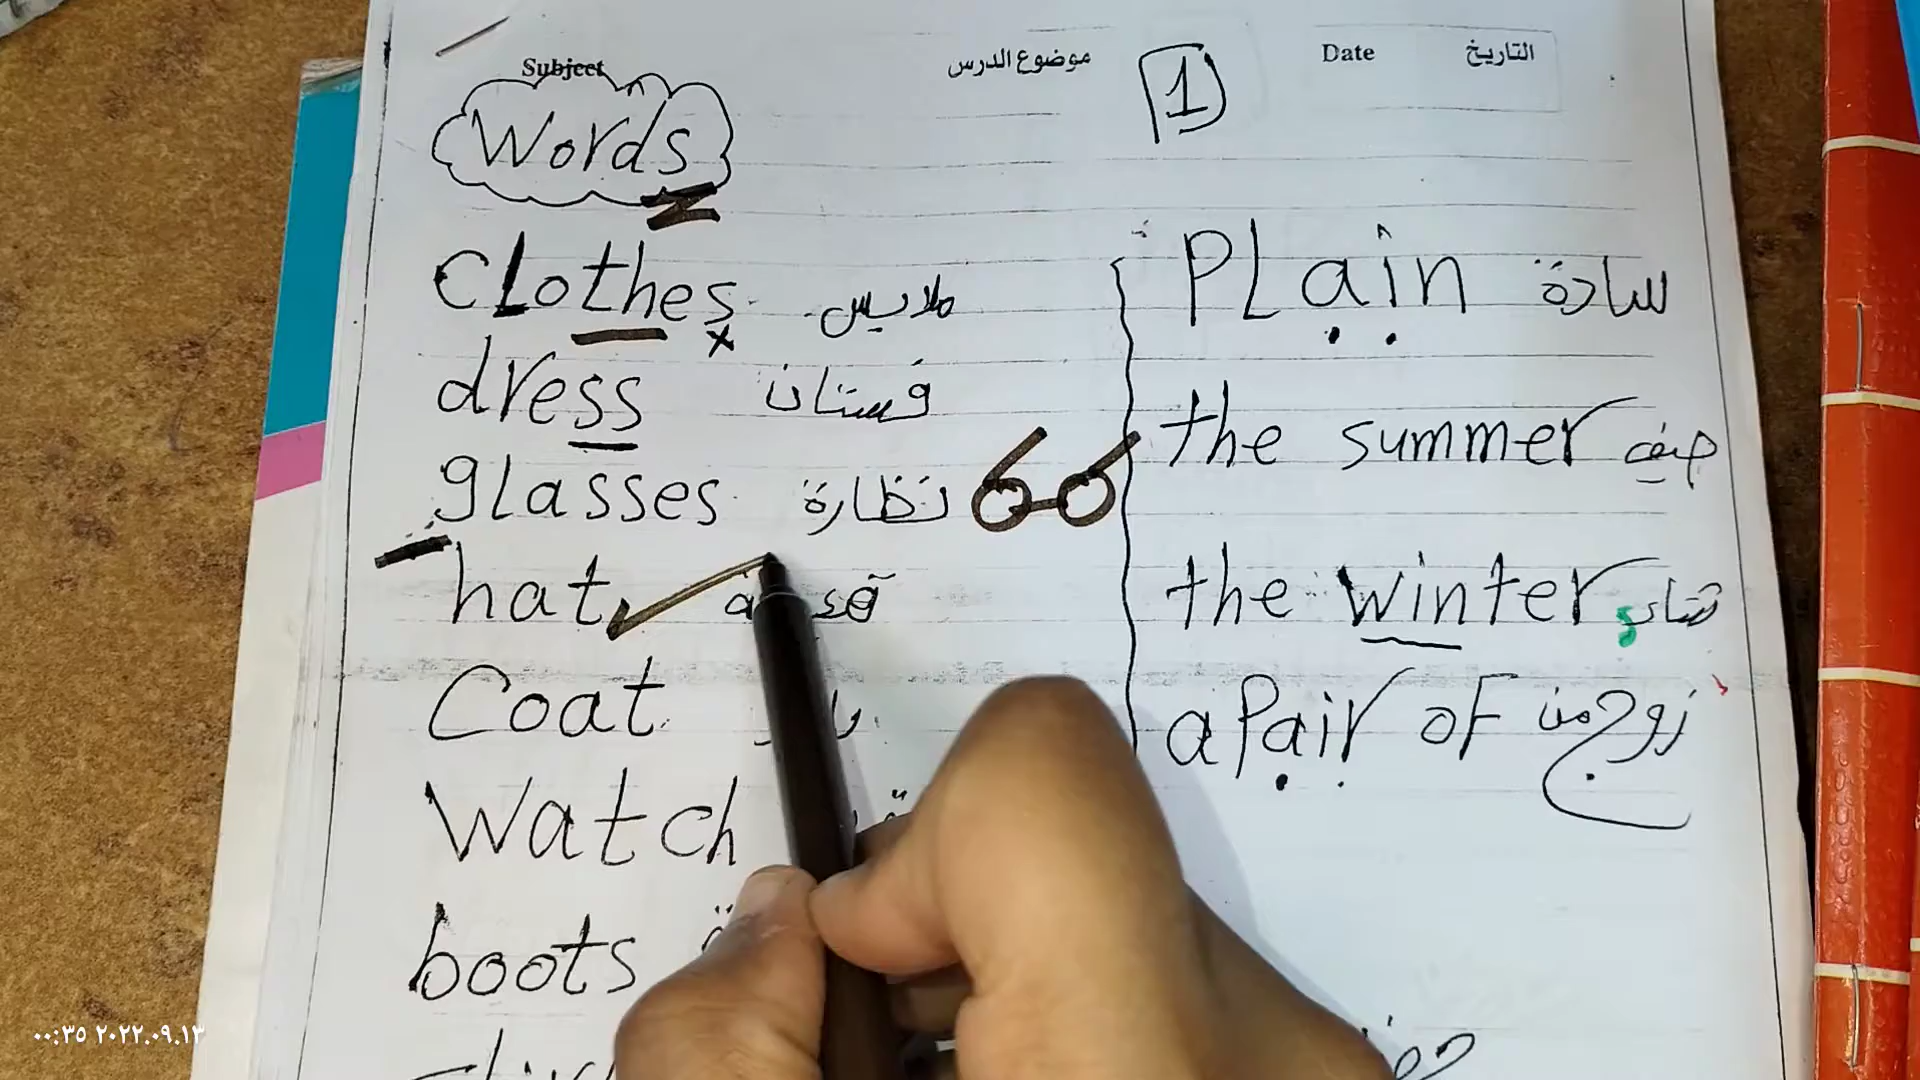 Subject موضوع الدرس 1 Date التاريخ
Words
Clothes ملابس
dress فستان
glasses نظارة
hat
Coat
Watch
boots
PLain سادة
the summer صيف
the winter شتاء
a Pair of زوج من
٠٠:٣٥ ٢٠٢٢.٠٩.١٣